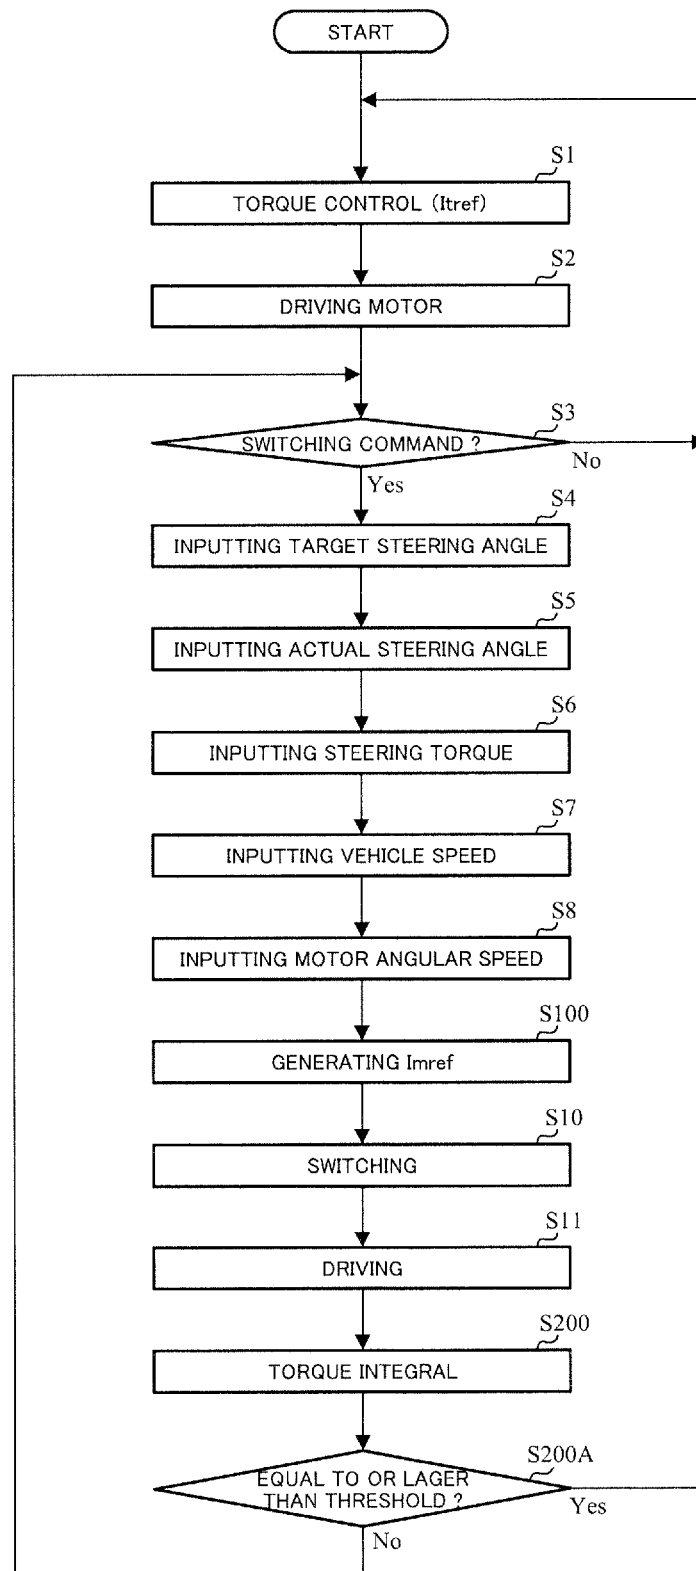 START
S1
TORQUE CONTROL (Itref)
S2
DRIVING MOTOR
S3
SWITCHING COMMAND ?
No
Yes
S4
INPUTTING TARGET STEERING ANGLE
S5
INPUTTING ACTUAL STEERING ANGLE
S6
INPUTTING STEERING TORQUE
S7
INPUTTING VEHICLE SPEED
S8
INPUTTING MOTOR ANGULAR SPEED
S100
GENERATING Imref
S10
SWITCHING
S11
DRIVING
S200
TORQUE INTEGRAL
S200A
EQUAL TO OR LAGER
THAN THRESHOLD ?
Yes
No